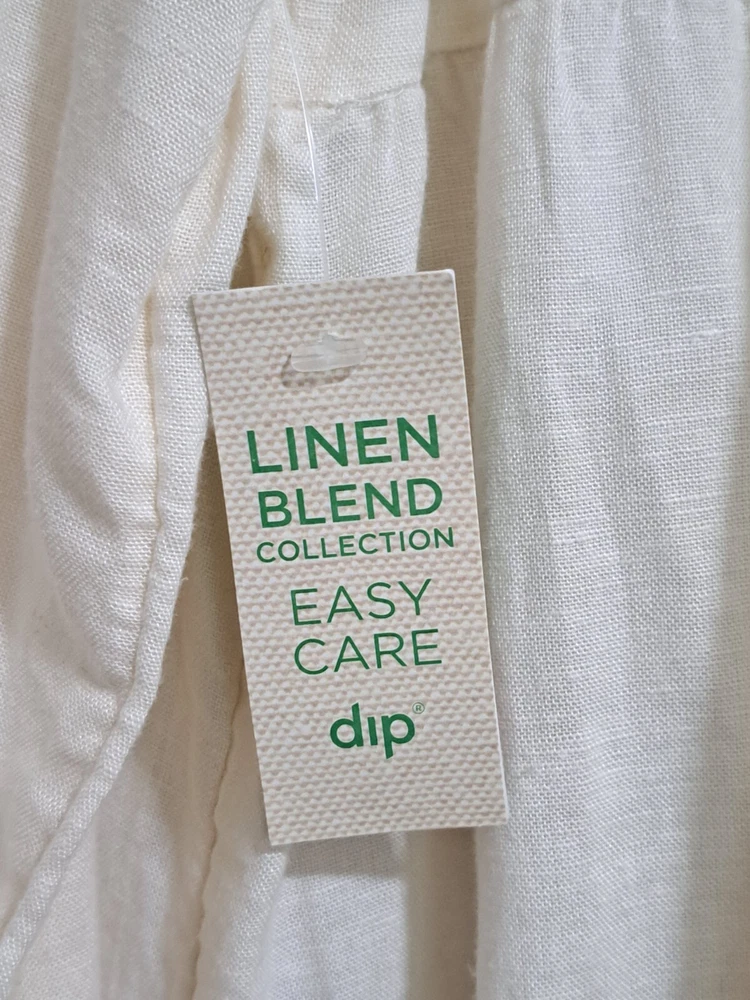 LINEN
BLEND
COLLECTION
EASY
CARE
dip®